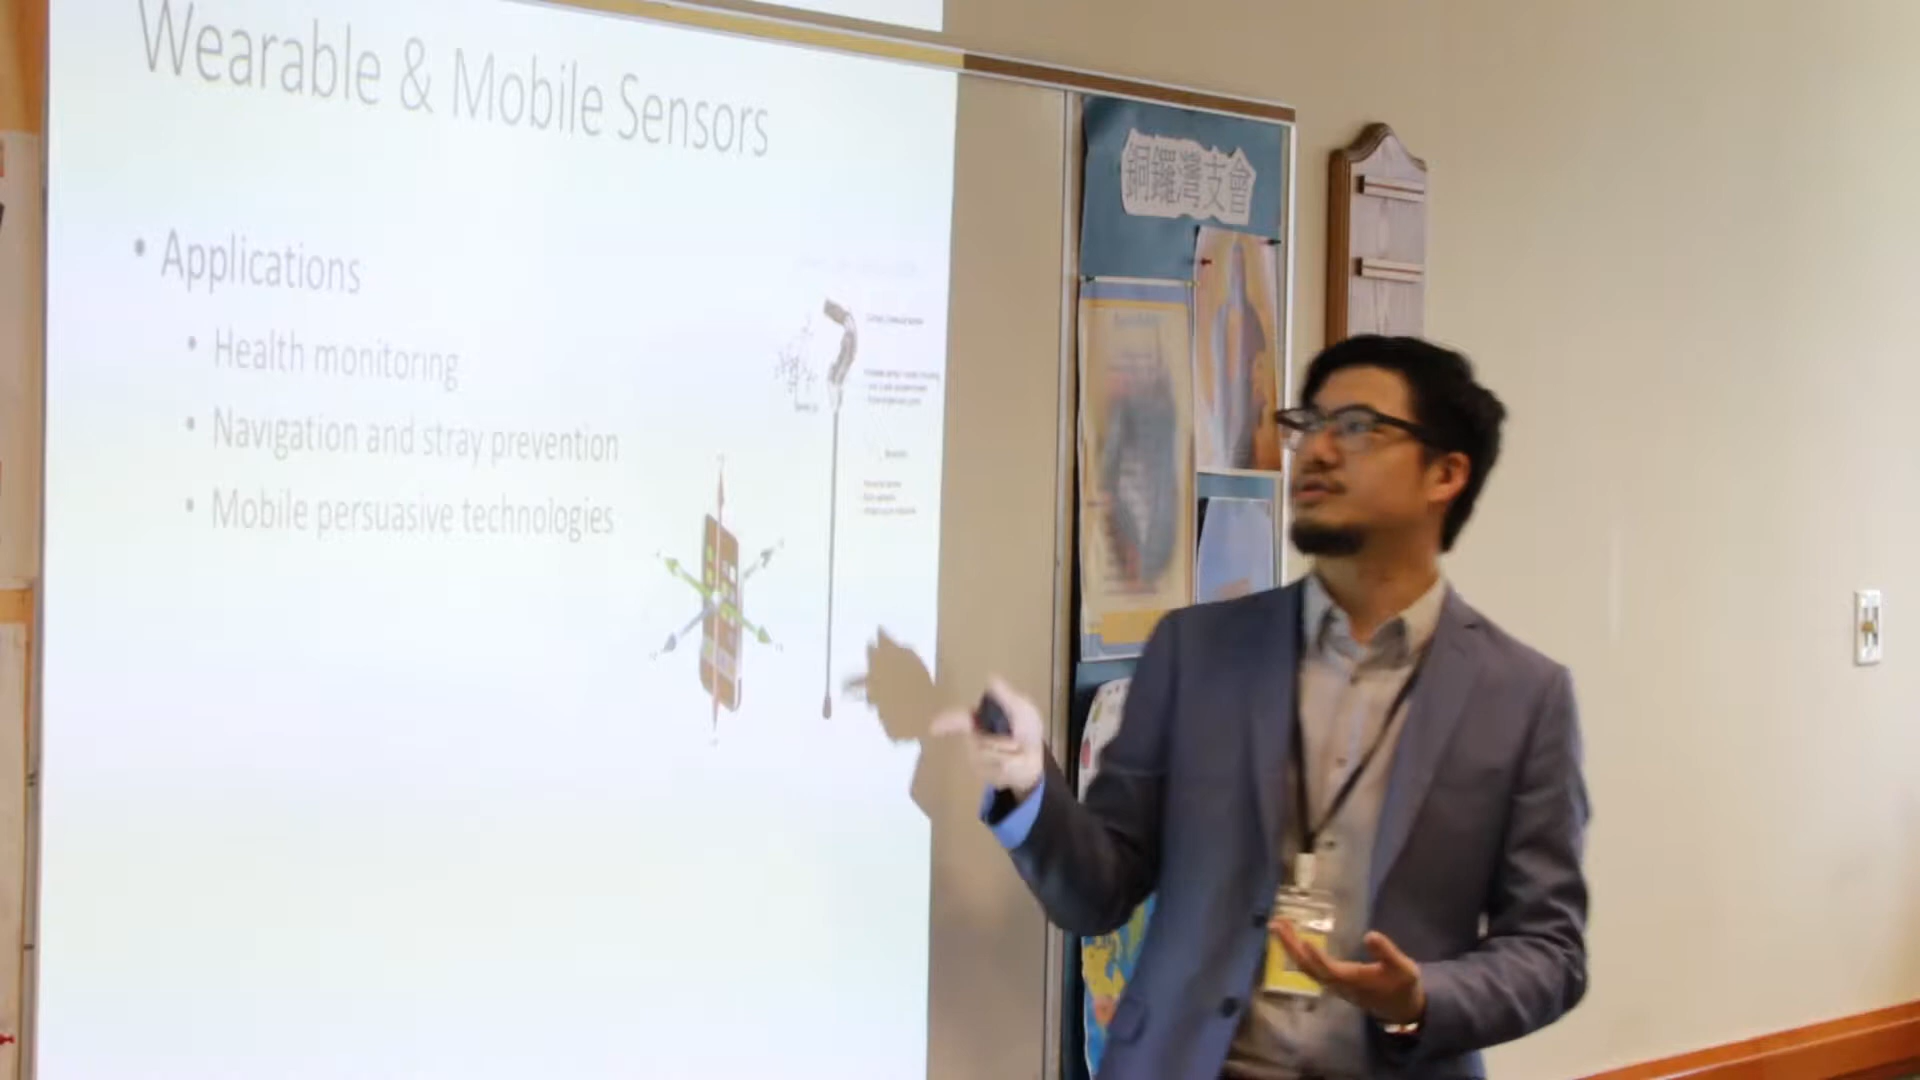 Wearable & Mobile Sensors
• Applications
• Health monitoring
• Navigation and stray prevention
• Mobile persuasive technologies
銅鑼灣支會